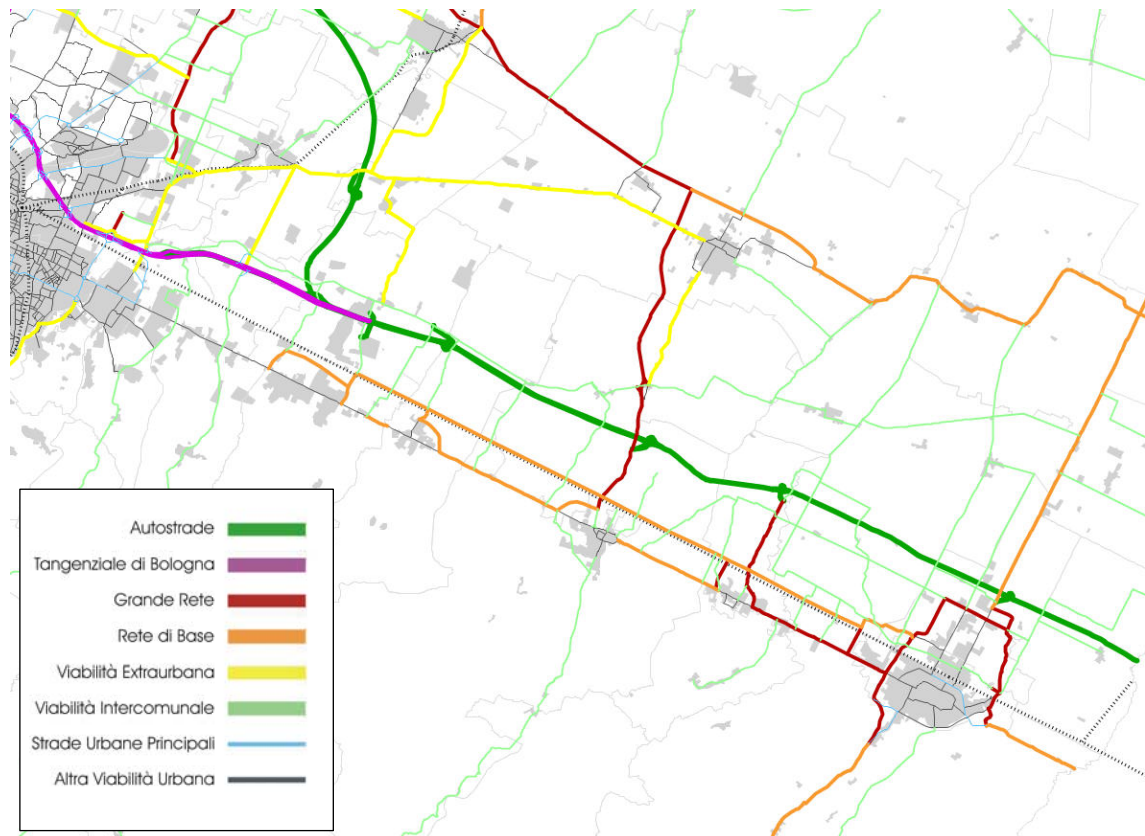 Autostrade
Tangenziale di Bologna
Grande Rete
Rete di Base
Viabilità Extraurbana
Viabilità Intercomunale
Strade Urbane Principali
Altra Viabilità Urbana